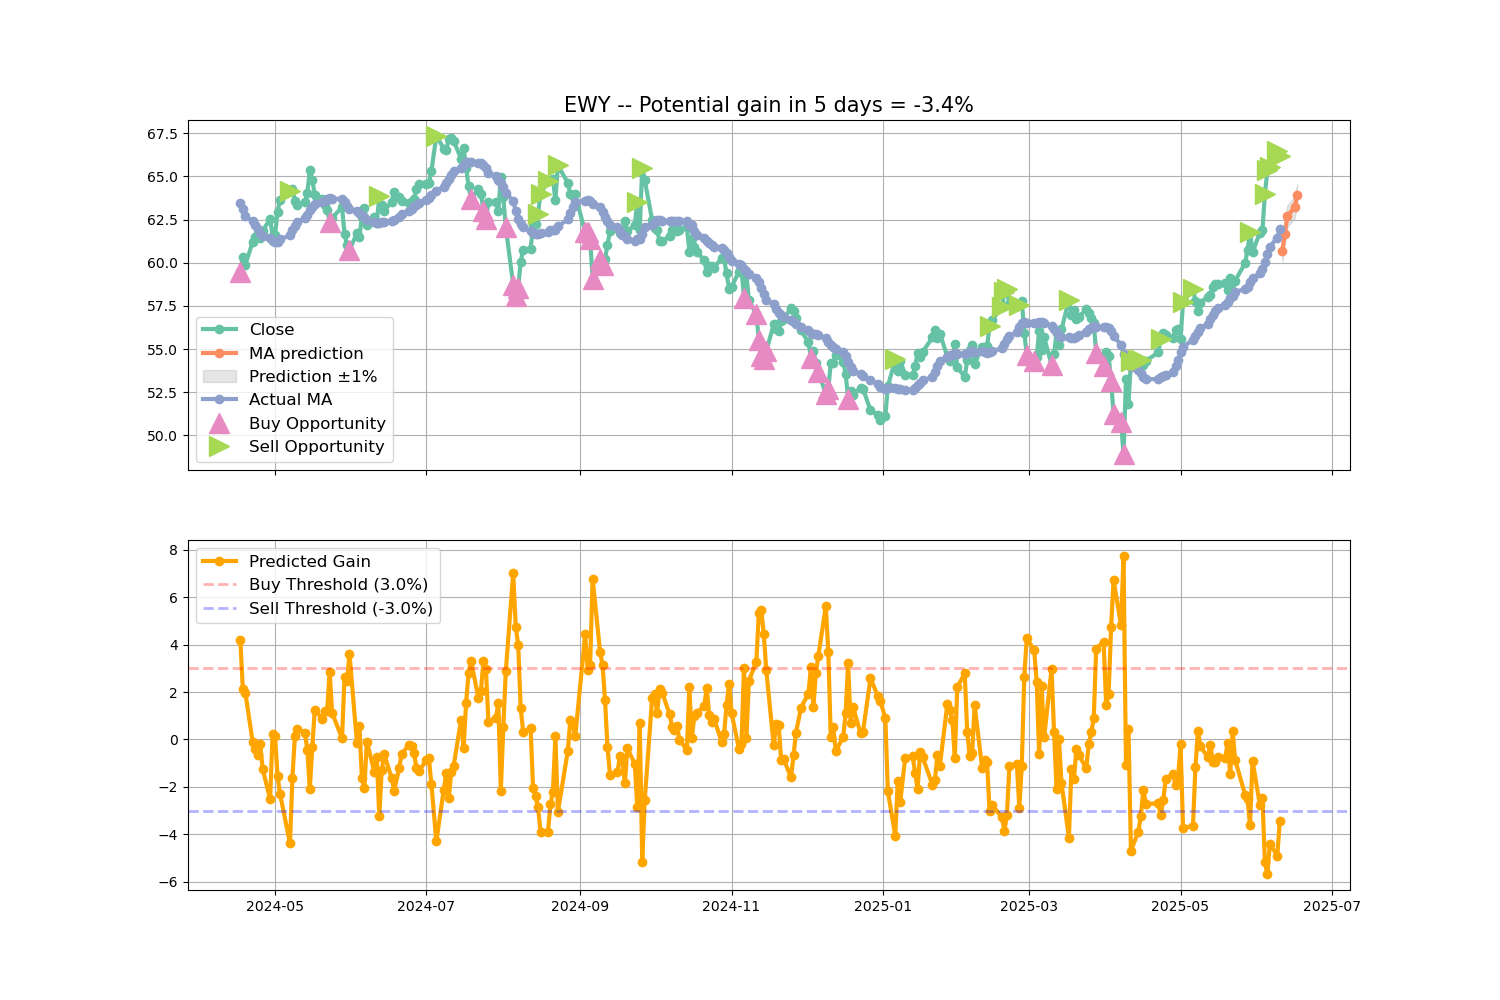 EWY -- Potential gain in 5 days = -3.4%
67.5
65.0
62.5
60.0
57.5
55.0
52.5
50.0
Close
MA prediction
Prediction ±1%
Actual MA
Buy Opportunity
Sell Opportunity
8
6
4
2
0
−2
−4
−6
Predicted Gain
Buy Threshold (3.0%)
Sell Threshold (-3.0%)
2024-05 2024-07 2024-09 2024-11 2025-01 2025-03 2025-05 2025-07